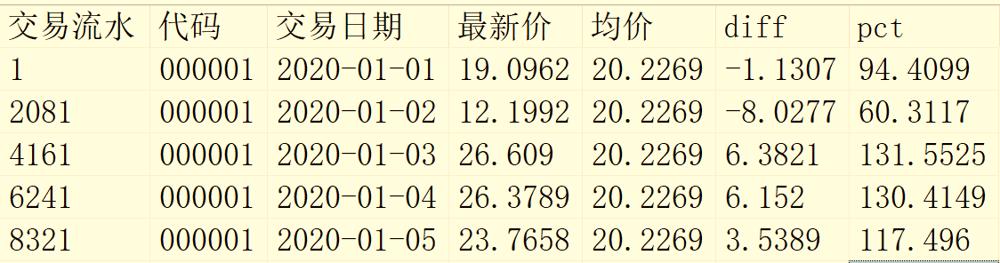 交易流水 代码 交易日期 最新价 均价 diff pct
1 000001 2020-01-01 19.0962 20.2269 -1.1307 94.4099
2081 000001 2020-01-02 12.1992 20.2269 -8.0277 60.3117
4161 000001 2020-01-03 26.609 20.2269 6.3821 131.5525
6241 000001 2020-01-04 26.3789 20.2269 6.152 130.4149
8321 000001 2020-01-05 23.7658 20.2269 3.5389 117.496